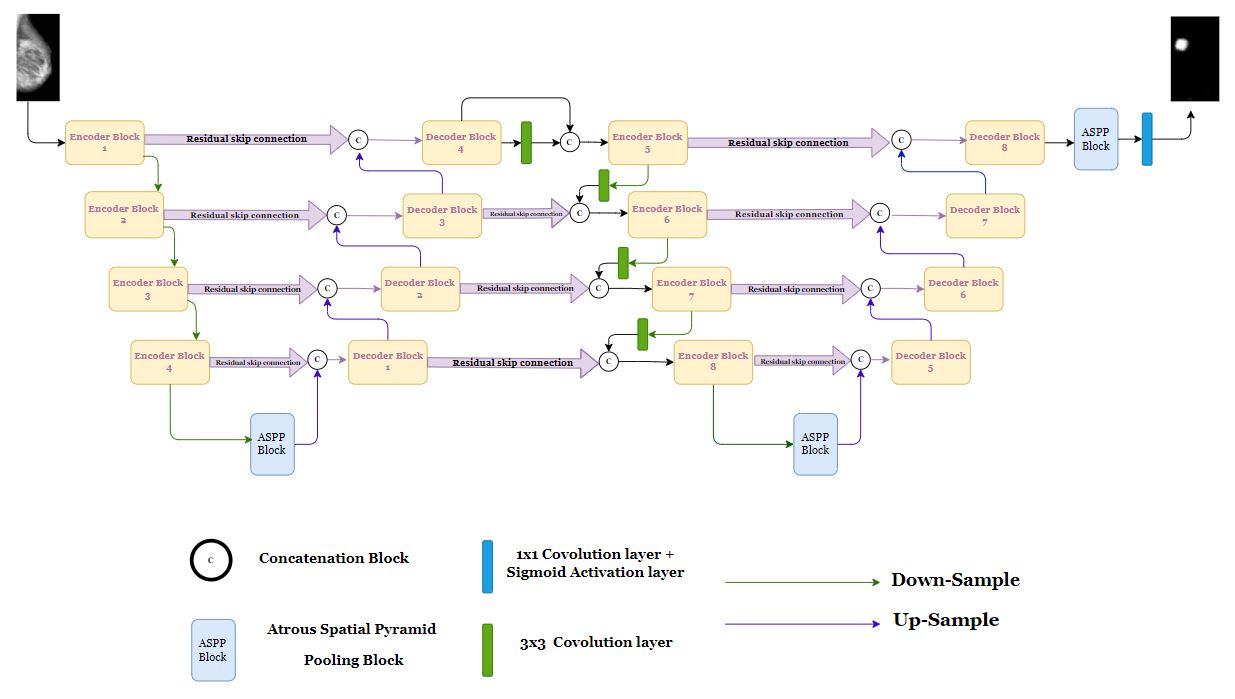 Encoder Block
1
Residual skip connection
C
Decoder Block
4
C
Encoder Block
5
Residual skip connection
C
Decoder Block
8
ASPP
Block
Encoder Block
2
Residual skip connection
C
Decoder Block
3
Residual skip connection
C
Encoder Block
6
Residual skip connection
C
Decoder Block
7
Encoder Block
3
Residual skip connection
C
Decoder Block
2
Residual skip connection
C
Encoder Block
7
Residual skip connection
C
Decoder Block
6
Encoder Block
4
Residual skip connection
C
Decoder Block
1
Residual skip connection
C
Encoder Block
8
Residual skip connection
C
Decoder Block
5
ASPP
Block
ASPP
Block
C
Concatenation Block
1x1 Covolution layer +
Sigmoid Activation layer
Down-Sample
Up-Sample
ASPP
Block
Atrous Spatial Pyramid
Pooling Block
3x3 Covolution layer